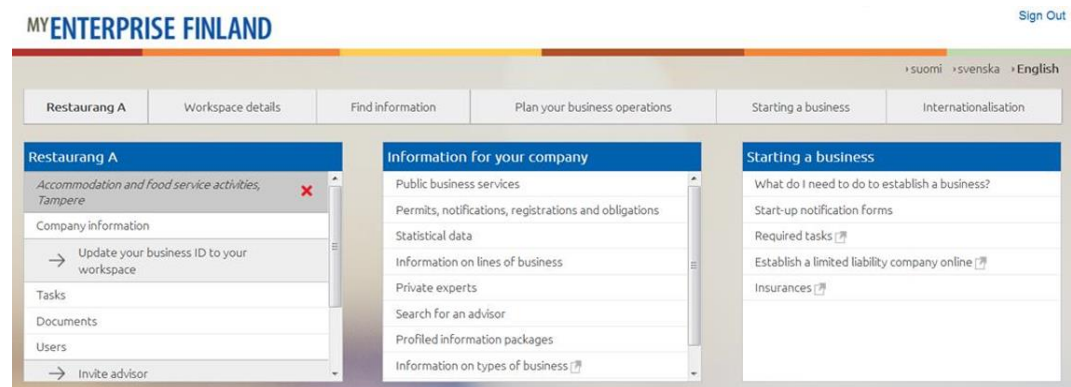 Sign Out
MY ENTERPRISE FINLAND
suomi svenska English
Restaurang A
Workspace details
Find information
Plan your business operations
Starting a business
Internationalisation
Restaurang A
Accommodation and food service activities,
Tampere
Company information
Update your business ID to your
workspace
Tasks
Documents
Users
Invite advisor
Information for your company
Public business services
Permits, notifications, registrations and obligations
Statistical data
Information on lines of business
Private experts
Search for an advisor
Profiled information packages
Information on types of business
Starting a business
What do I need to do to establish a business?
Start-up notification forms
Required tasks
Establish a limited liability company online
Insurances